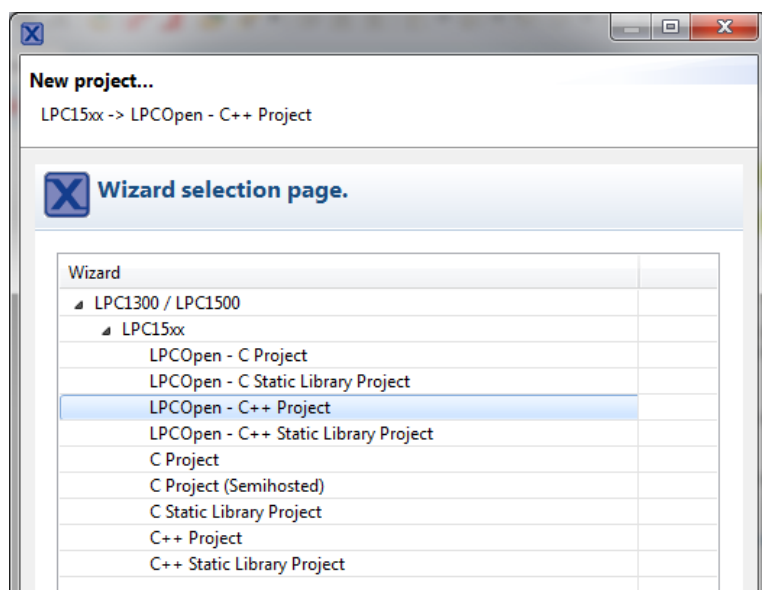 New project...
LPC15xx -> LPCOpen - C++ Project
Wizard selection page.
Wizard
LPC1300 / LPC1500
LPC15xx
LPCOpen - C Project
LPCOpen - C Static Library Project
LPCOpen - C++ Project
LPCOpen - C++ Static Library Project
C Project
C Project (Semihosted)
C Static Library Project
C++ Project
C++ Static Library Project